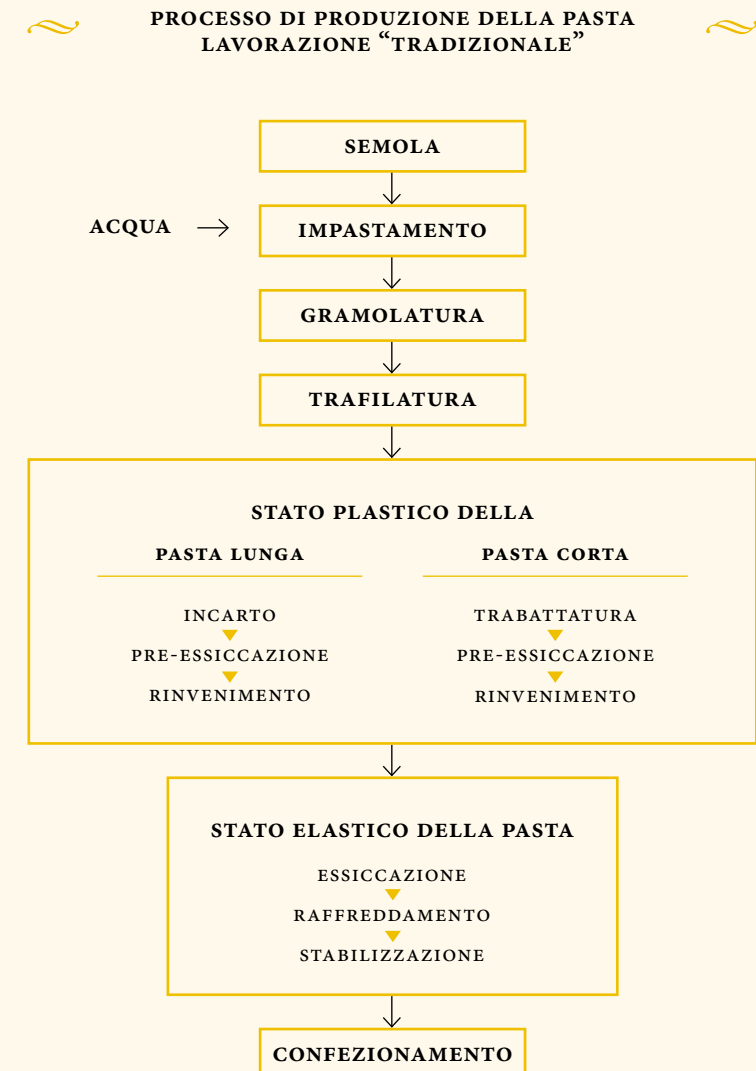 PROCESSO DI PRODUZIONE DELLA PASTA
LAVORAZIONE “TRADIZIONALE”
SEMOLA
ACQUA
IMPASTAMENTO
GRAMOLATURA
TRAFILATURA
STATO PLASTICO DELLA
PASTA LUNGA
INCARTO
PRE-ESSICCAZIONE
RINVENIMENTO
PASTA CORTA
TRABATTATURA
PRE-ESSICCAZIONE
RINVENIMENTO
STATO ELASTICO DELLA PASTA
ESSICCAZIONE
RAFFREDDAMENTO
STABILIZZAZIONE
CONFEZIONAMENTO